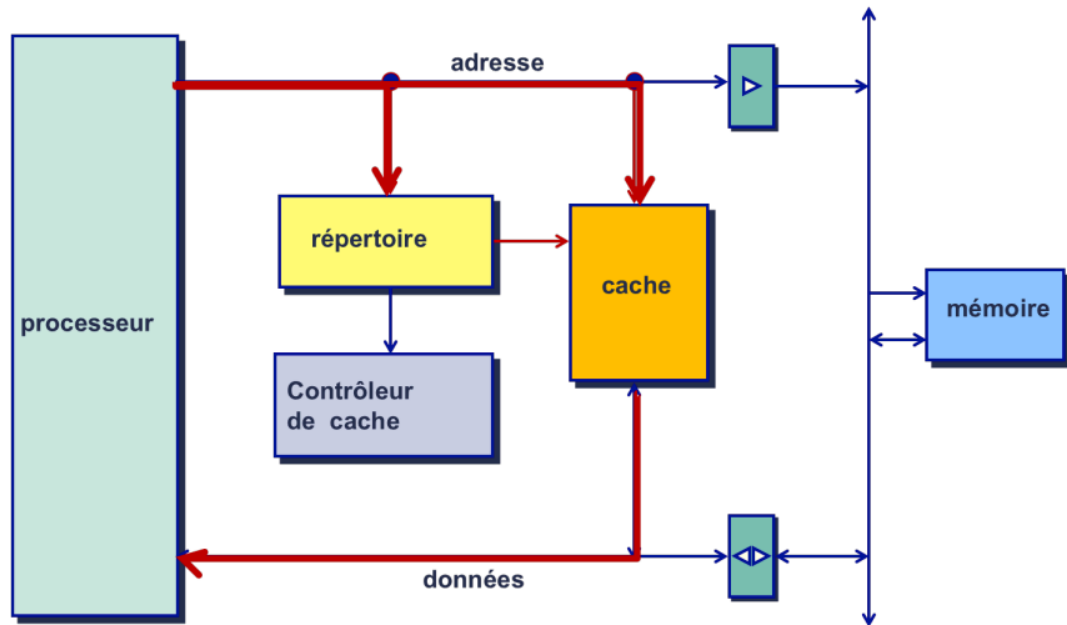 adresse
répertoire
cache
mémoire
processeur
Contrôleur
de cache
données